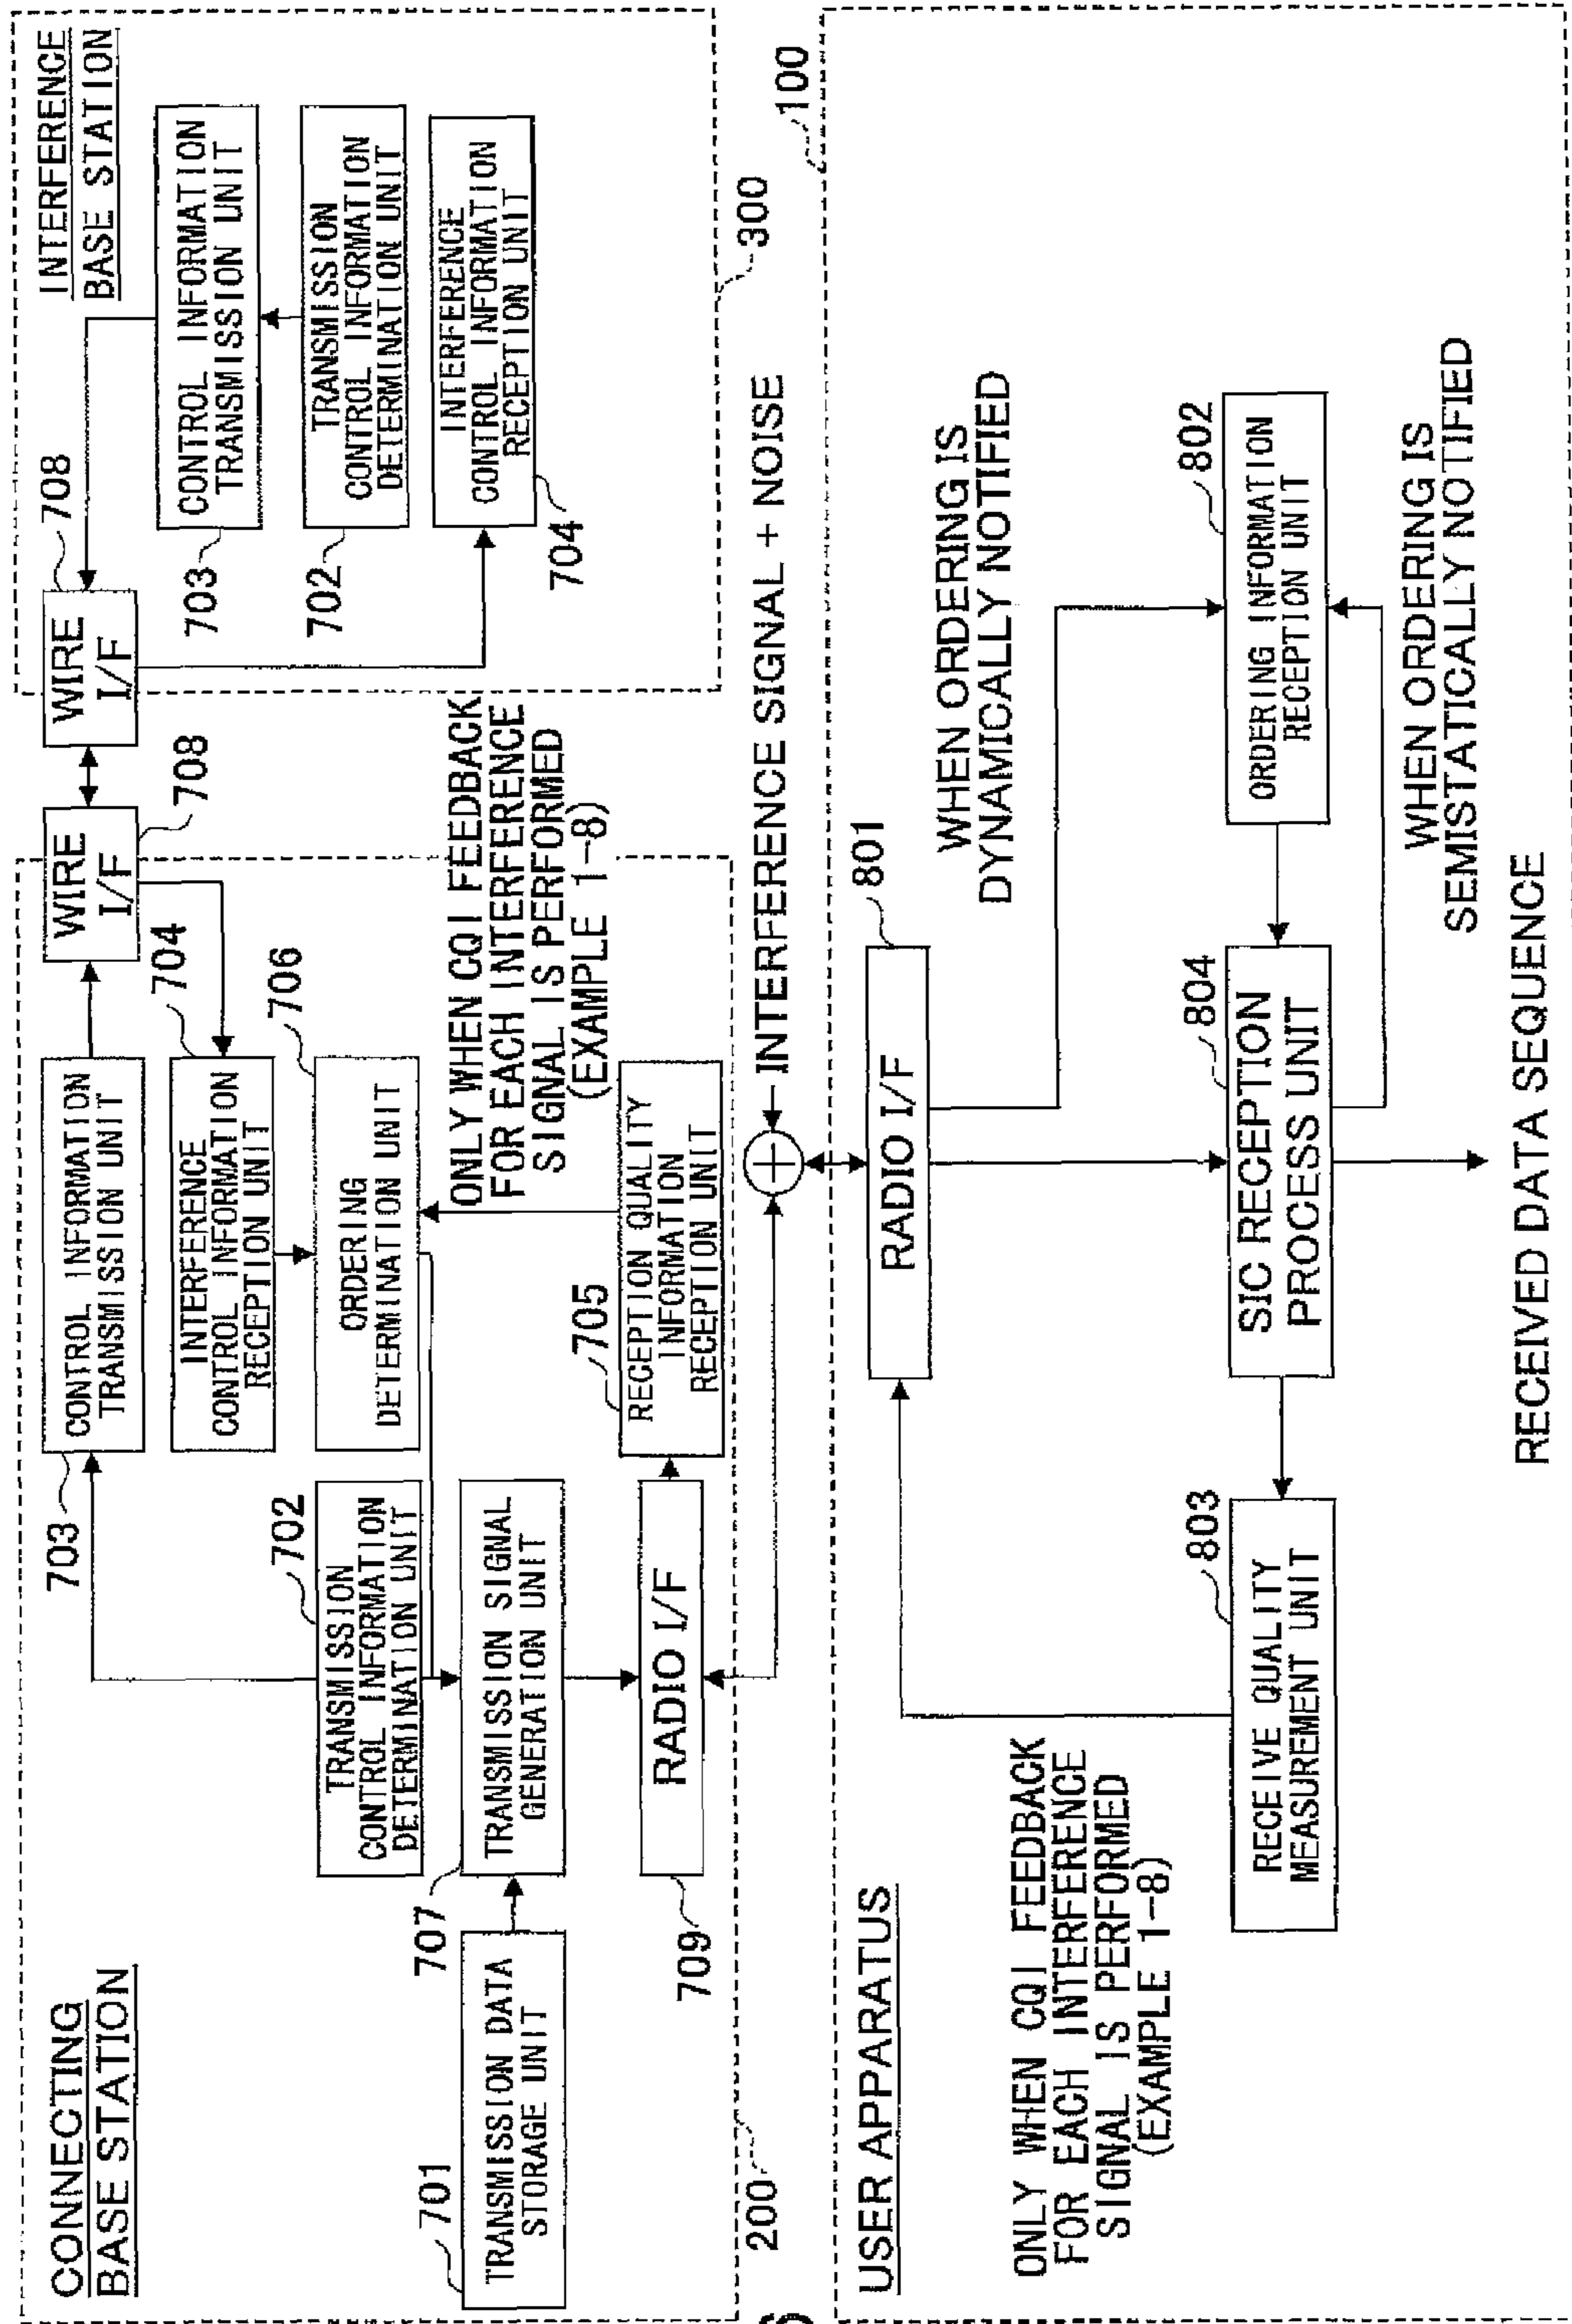 CONNECTING
BASE STATION
701
TRANSMISSION DATA
STORAGE UNIT
703
CONTROL INFORMATION
TRANSMISSION UNIT
702
TRANSMISSION
CONTROL INFORMATION
DETERMINATION UNIT
704
INTERFERENCE
CONTROL INFORMATION
RECEPTION UNIT
706
ORDERING
DETERMINATION UNIT
707
TRANSMISSION SIGNAL
GENERATION UNIT
709
RADIO I/F
705
RECEPTION QUALITY
INFORMATION
RECEPTION UNIT
ONLY WHEN CQI FEEDBACK
FOR EACH INTERFERENCE
SIGNAL IS PERFORMED
(EXAMPLE 1-8)
WIRE
I/F
708
200
WIRE
I/F
708
INTERFERENCE
BASE STATION
703
CONTROL INFORMATION
TRANSMISSION UNIT
702
TRANSMISSION
CONTROL INFORMATION
DETERMINATION UNIT
704
INTERFERENCE
CONTROL INFORMATION
RECEPTION UNIT
300
INTERFERENCE SIGNAL + NOISE
100
USER APPARATUS
ONLY WHEN CQI FEEDBACK
FOR EACH INTERFERENCE
SIGNAL IS PERFORMED
(EXAMPLE 1-8)
801
RADIO I/F
WHEN ORDERING IS
DYNAMICALLY NOTIFIED
803
RECEIVE QUALITY
MEASUREMENT UNIT
804
SIC RECEPTION
PROCESS UNIT
802
ORDERING INFORMATION
RECEPTION UNIT
WHEN ORDERING IS
SEMISTATICALLY NOTIFIED
RECEIVED DATA SEQUENCE